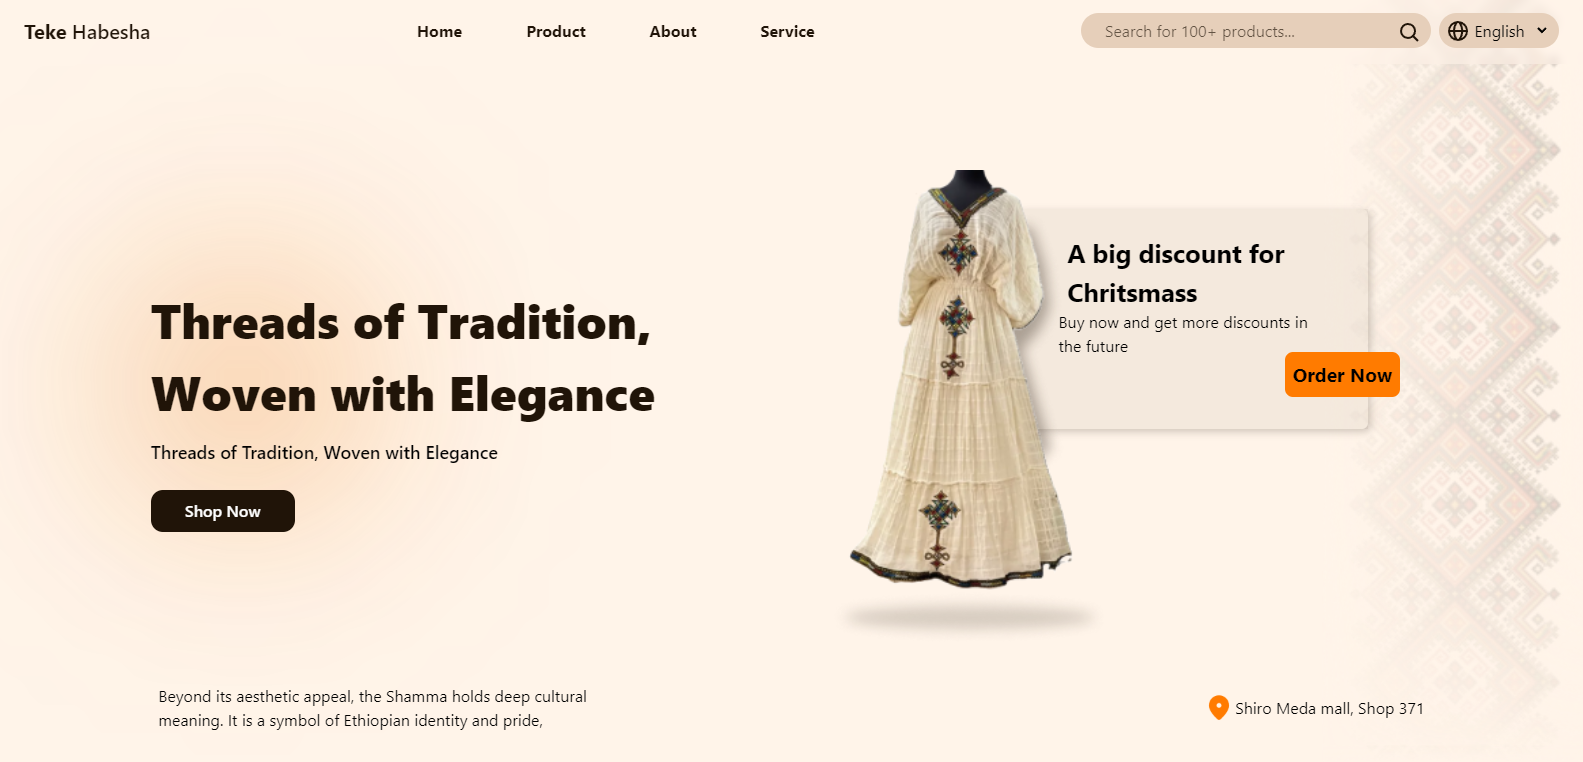 Teke Habesha
Home
Product
About
Service
Search for 100+ products...
English
Threads of Tradition,
Woven with Elegance
Threads of Tradition, Woven with Elegance
Shop Now
A big discount for
Chritsmass
Buy now and get more discounts in
the future
Order Now
Beyond its aesthetic appeal, the Shamma holds deep cultural
meaning. It is a symbol of Ethiopian identity and pride,
Shiro Meda mall, Shop 371